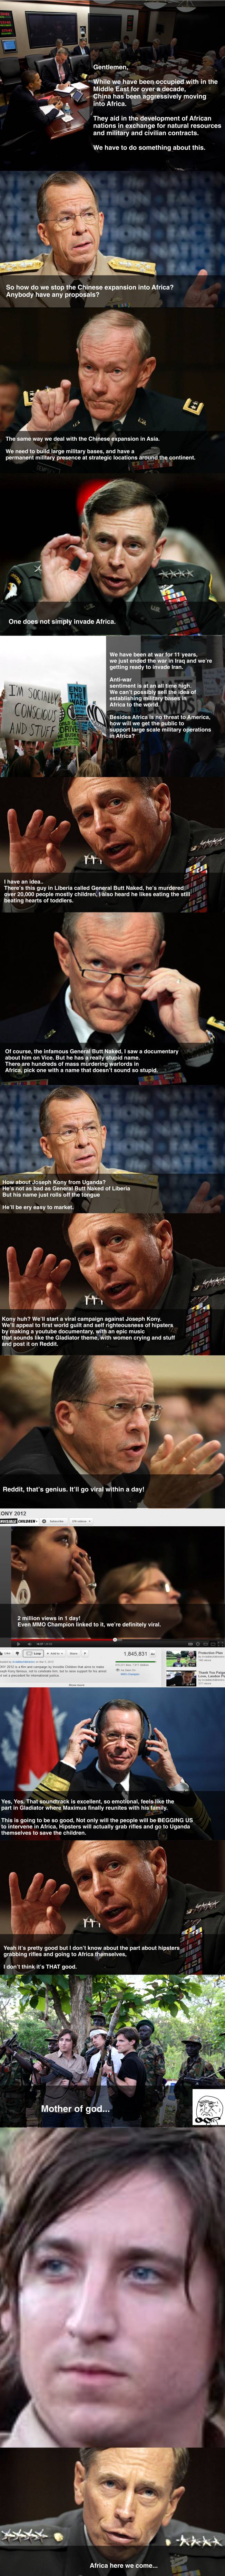 Gentlemen,
While we have been occupied with in the
Middle East for over a decade,
China has been aggressively moving
into Africa.
They aid in the development of African
nations in exchange for natural resources
and military and civilian contracts.
We have to do something about this.
So how do we stop the Chinese expansion into Africa?
Anybody have any proposals?
The same way we deal with the Chinese expansion in Asia.
We need to build large military bases, and have a
permanent military presence at strategic locations around the continent.
One does not simply invade Africa.
I'M SOCIALLY
CONSCIOUS
AND STUFF
END
THE
WAR
We have been at war for 11 years,
we just ended the war in Iraq and we're
getting ready to invade Iran.
Anti-war
sentiment is at an all time high.
We can't possibly sell the idea of
establishing military bases in
Africa to the world.
Besides Africa is no threat to America,
how will we get the public to
support large scale military operations
in Africa?
I have an idea..
There's this guy in Liberia called General Butt Naked, he's murdered
over 20,000 people mostly children. I also heard he likes eating the still
beating hearts of toddlers.
Of course, the infamous General Butt Naked, I saw a documentary
about him on Vice. But he has a really stupid name.
There are hundreds of mass murdering warlords in
Africa, pick one with a name that doesn't sound so stupid.
How about Joseph Kony from Uganda?
He's not as bad as General Butt Naked of Liberia
But his name just rolls off the tongue
He'll be ery easy to market.
Kony huh? We'll start a viral campaign against Joseph Kony.
We'll appeal to first world guilt and self righteousness of hipsters
by making a youtube documentary, with an epic music
that sounds like the Gladiator theme, with women crying and stuff
and post it on Reddit.
Reddit, that's genius. It'll go viral within a day!
ONY 2012
2 million views in 1 day!
Even MMO Champion linked to it, we're definitely viral.
1,645,831
Yes, Yes, That soundtrack is excellent, so emotional, feels like the
part in Gladiator where Maximus finally reunites with his family.
This is going to be so good, Not only will the people will be BEGGING US
to intervene in Africa, Hipsters will actually grab rifles and go to Uganda
themselves to save the children.
Yeah it's pretty good but I don't know about the part about hipsters
grabbing rifles and going to Africa themselves,
I don't think it's THAT good.
Mother of god...
Africa here we come...